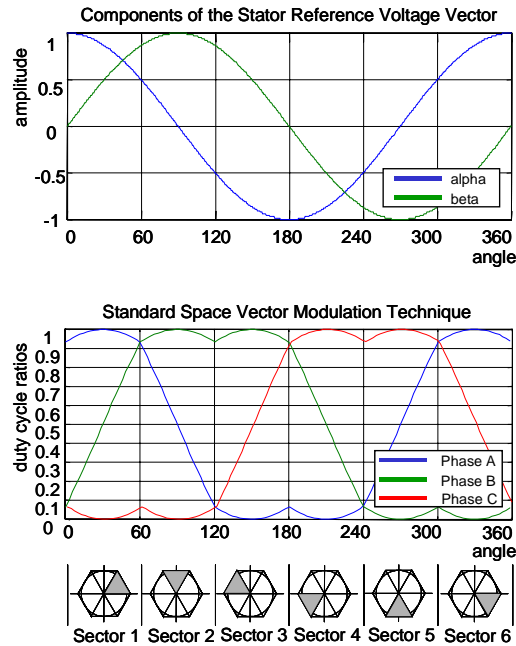 Components of the Stator Reference Voltage Vector
amplitude
1
0.5
0
-0.5
-1
alpha
beta
0 60 120 180 240 300 360
angle
Standard Space Vector Modulation Technique
duty cycle ratios
1
0.9
0.8
0.7
0.6
0.5
0.4
0.3
0.2
0.1
0
Phase A
Phase B
Phase C
0 60 120 180 240 300 360
angle
Sector 1 Sector 2 Sector 3 Sector 4 Sector 5 Sector 6